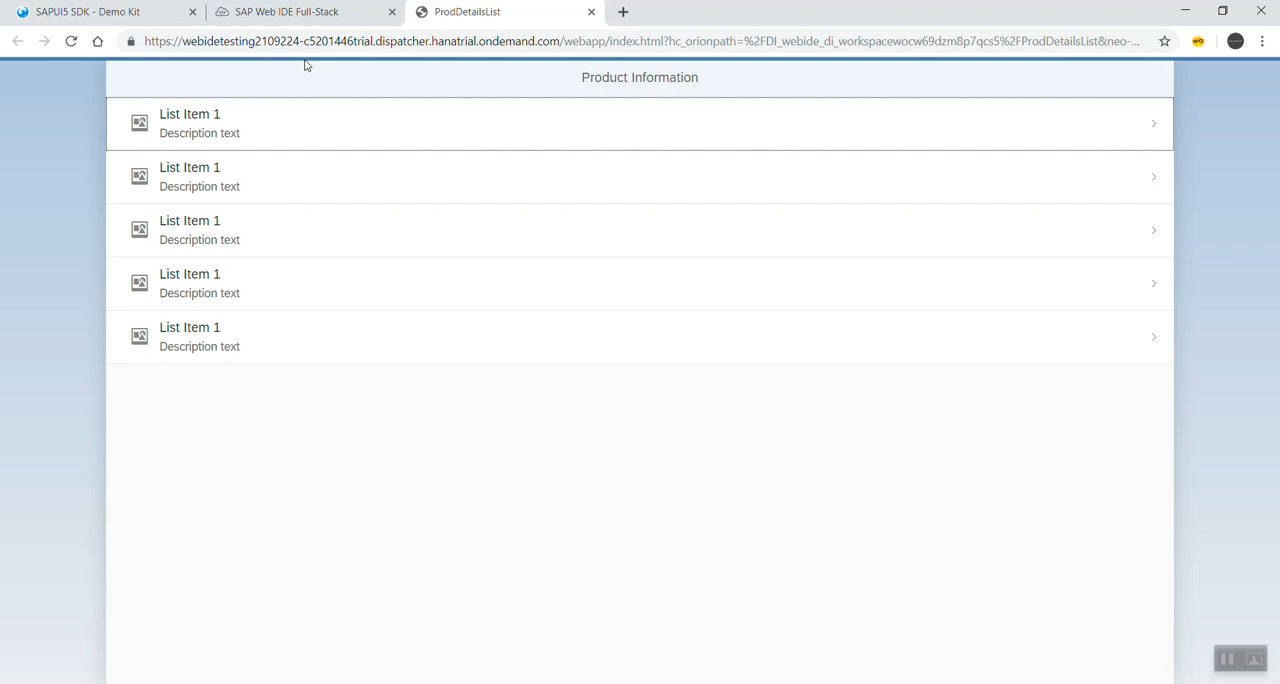 SAPUI5 SDK - Demo Kit
SAP Web IDE Full-Stack
ProdDetailsList
https://webidetesting2109224-c5201446trial.dispatcher.hanatrial.ondemand.com/webapp/index.html?hc_orionpath=%2FDI_webide_di_workspacewocw69dzm8p7qcs5%2FProdDetailsList&neo-...
Product Information
List Item 1
Description text
List Item 1
Description text
List Item 1
Description text
List Item 1
Description text
List Item 1
Description text